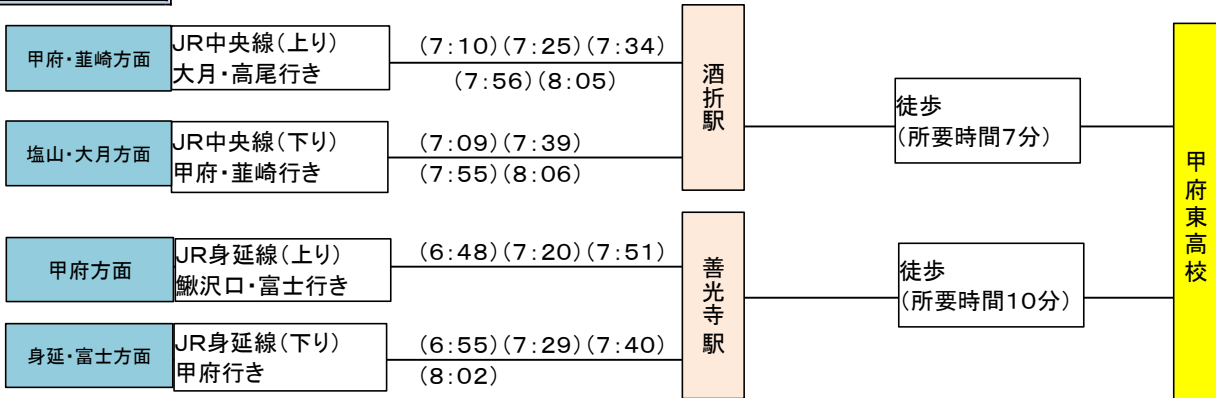 甲府・韮崎方面
JR中央線(上り)
大月・高尾行き
(7:10)(7:25)(7:34)
(7:56)(8:05)
塩山・大月方面
JR中央線(下り)
甲府・韮崎行き
(7:09)(7:39)
(7:55)(8:06)
酒折駅
徒歩
(所要時間7分)
甲府方面
JR身延線(上り)
鰍沢口・富士行き
(6:48)(7:20)(7:51)
身延・富士方面
JR身延線(下り)
甲府行き
(6:55)(7:29)(7:40)
(8:02)
善光寺駅
徒歩
(所要時間10分)
甲府東高校